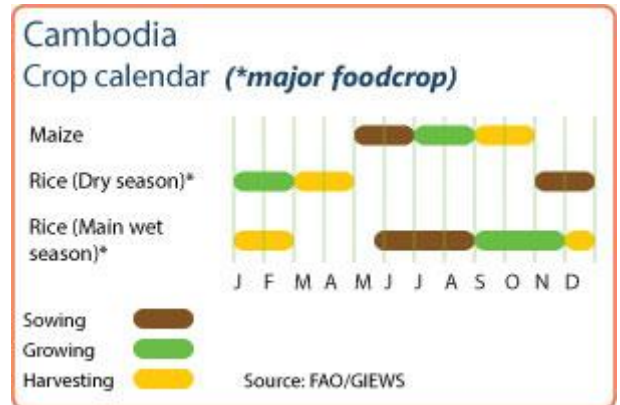 Cambodia
Crop calendar (*major foodcrop)
Maize
Rice (Dry season)*
Rice (Main wet
season)*
J F M A M J J A S O N D
Sowing
Growing
Harvesting
Source: FAO/GIEWS